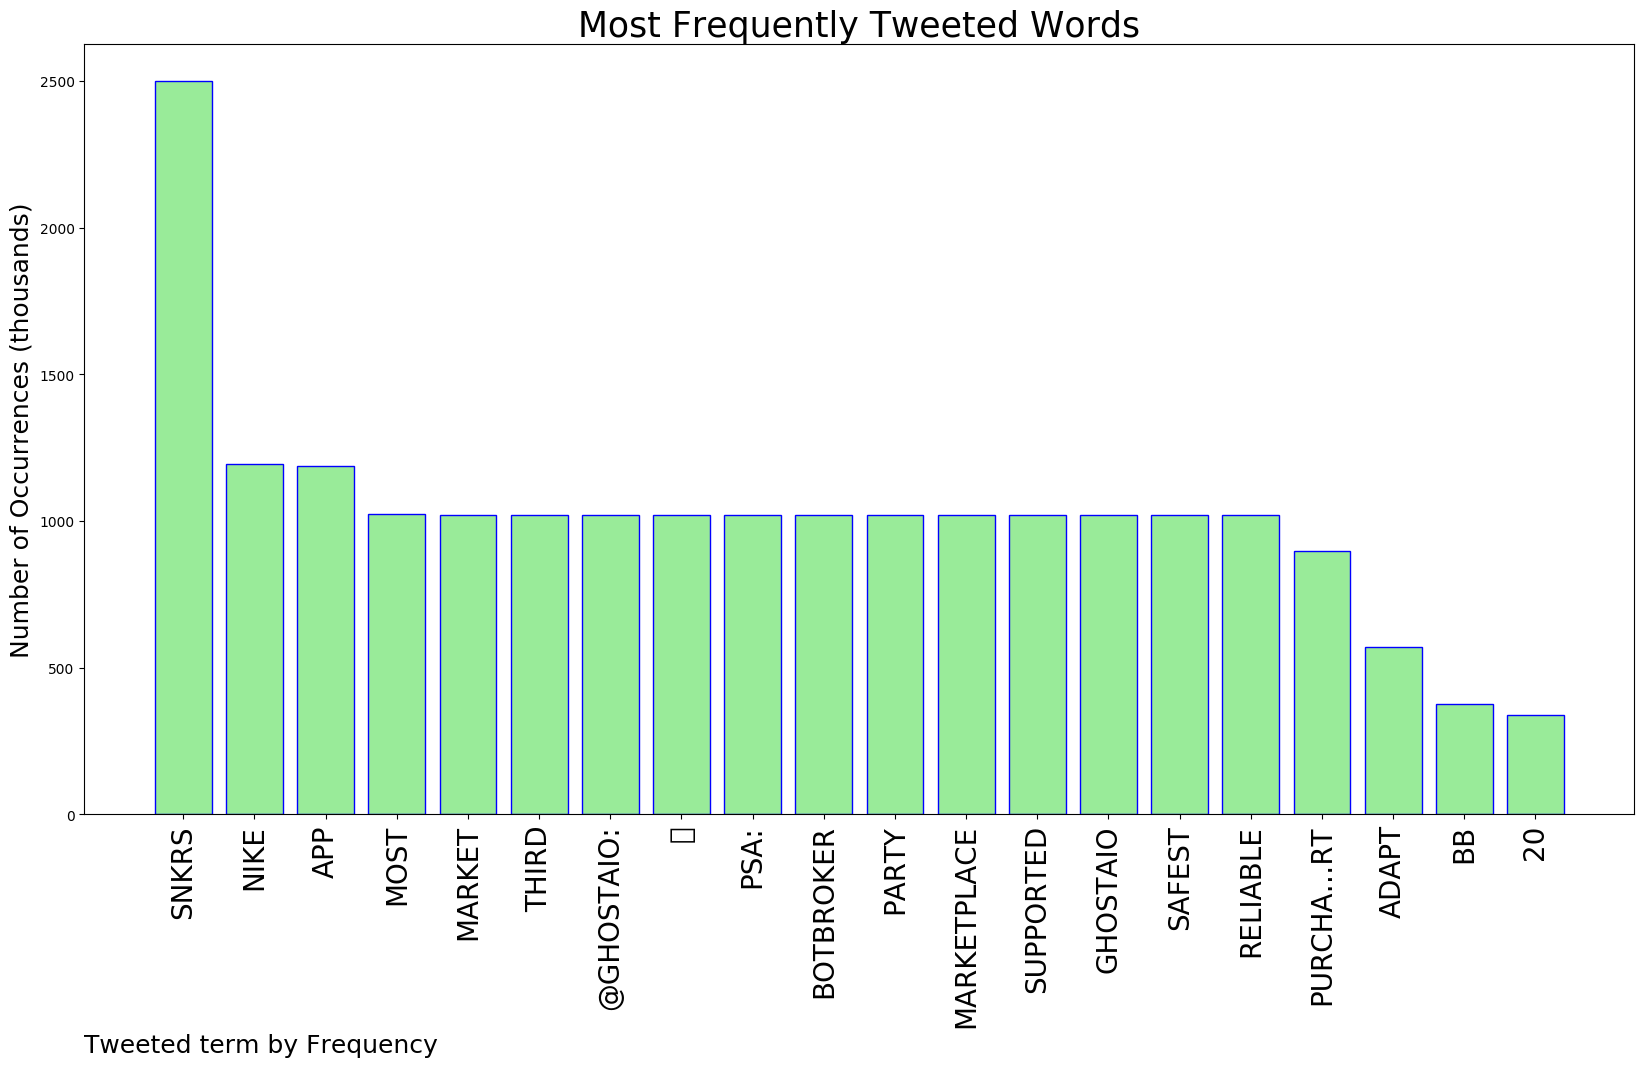 Most Frequently Tweeted Words
Number of Occurrences (thousands)
2500
2000
1500
1000
500
0
SNKRS
NIKE
APP
MOST
MARKET
THIRD
@GHOSTAIO:
PSA:
BOTBROKER
PARTY
MARKETPLACE
SUPPORTED
GHOSTAIO
SAFEST
RELIABLE
PURCHA...RT
ADAPT
BB
20
Tweeted term by Frequency